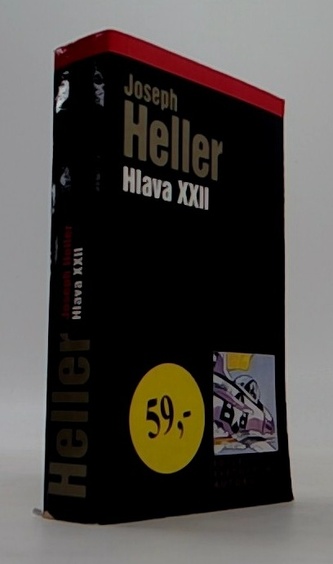 Joseph
Heller
Hlava XXII
59,-
Joseph Heller
Hlava XXII
Heller